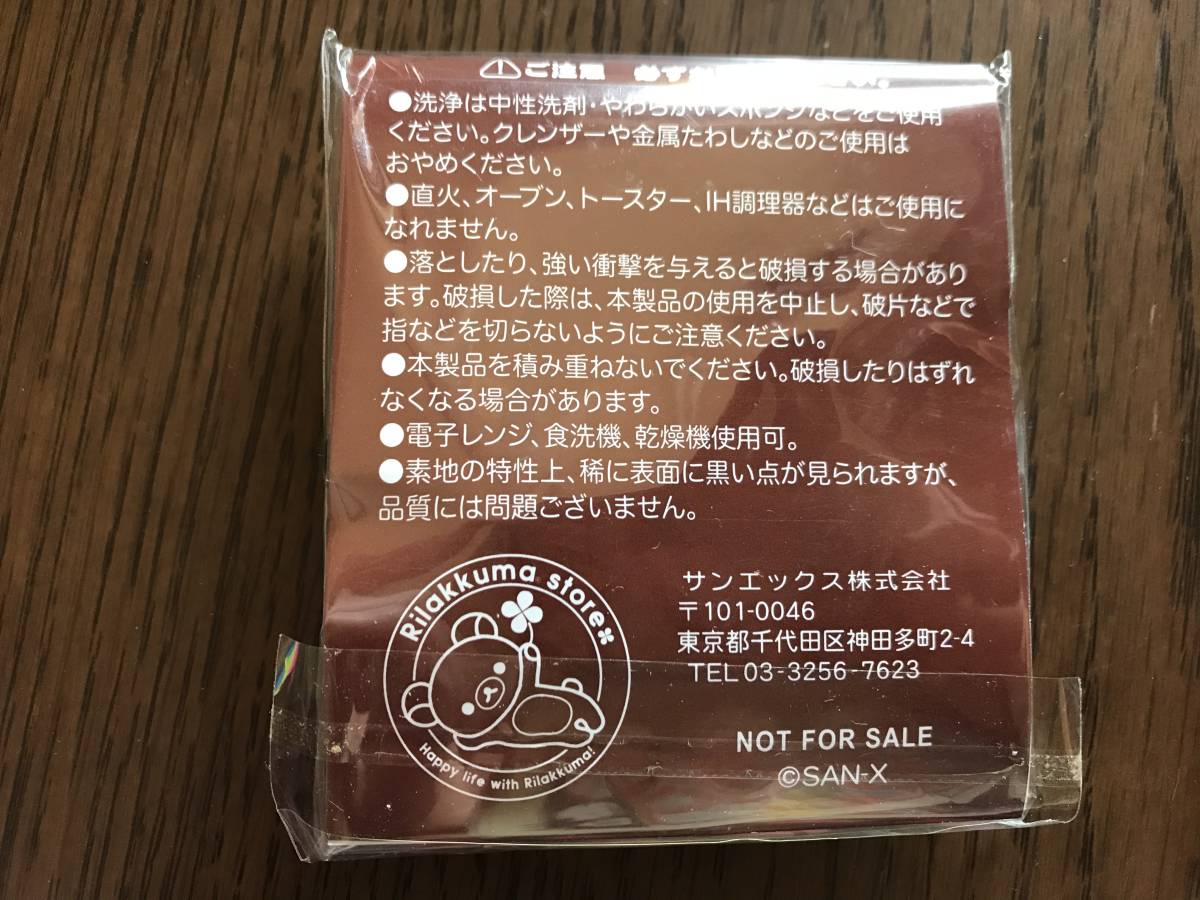 ご注意 必ず
●洗浄は中性洗剤・やわらかいスポンジなどをご使用
ください。クレンザーや金属たわしなどのご使用は
おやめください。
●直火、オーブン、トースター、IH調理器などはご使用に
なれません。
●落としたり、強い衝撃を与えると破損する場合があり
ます。破損した際は、本製品の使用を中止し、破片などで
指などを切らないようにご注意ください。
●本製品を積み重ねないでください。破損したりはずれ
なくなる場合があります。
●電子レンジ、食洗機、乾燥機使用可。
●素地の特性上、稀に表面に黒い点が見られますが、
品質には問題ございません。
Rilakkuma store
Happy life with Rilakkuma!
サンエックス株式会社
〒101-0046
東京都千代田区神田多町2-4
TEL 03-3256-7623
NOT FOR SALE
©SAN-X